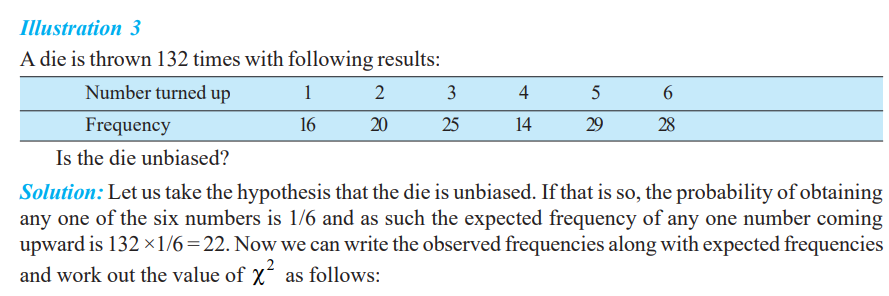 Illustration 3
A die is thrown 132 times with following results:
Number turned up 1 2 3 4 5 6
Frequency 16 20 25 14 29 28
Is the die unbiased?
Solution: Let us take the hypothesis that the die is unbiased. If that is so, the probability of obtaining
any one of the six numbers is 1/6 and as such the expected frequency of any one number coming
upward is 132 ×1/6 = 22. Now we can write the observed frequencies along with expected frequencies
and work out the value of χ² as follows: